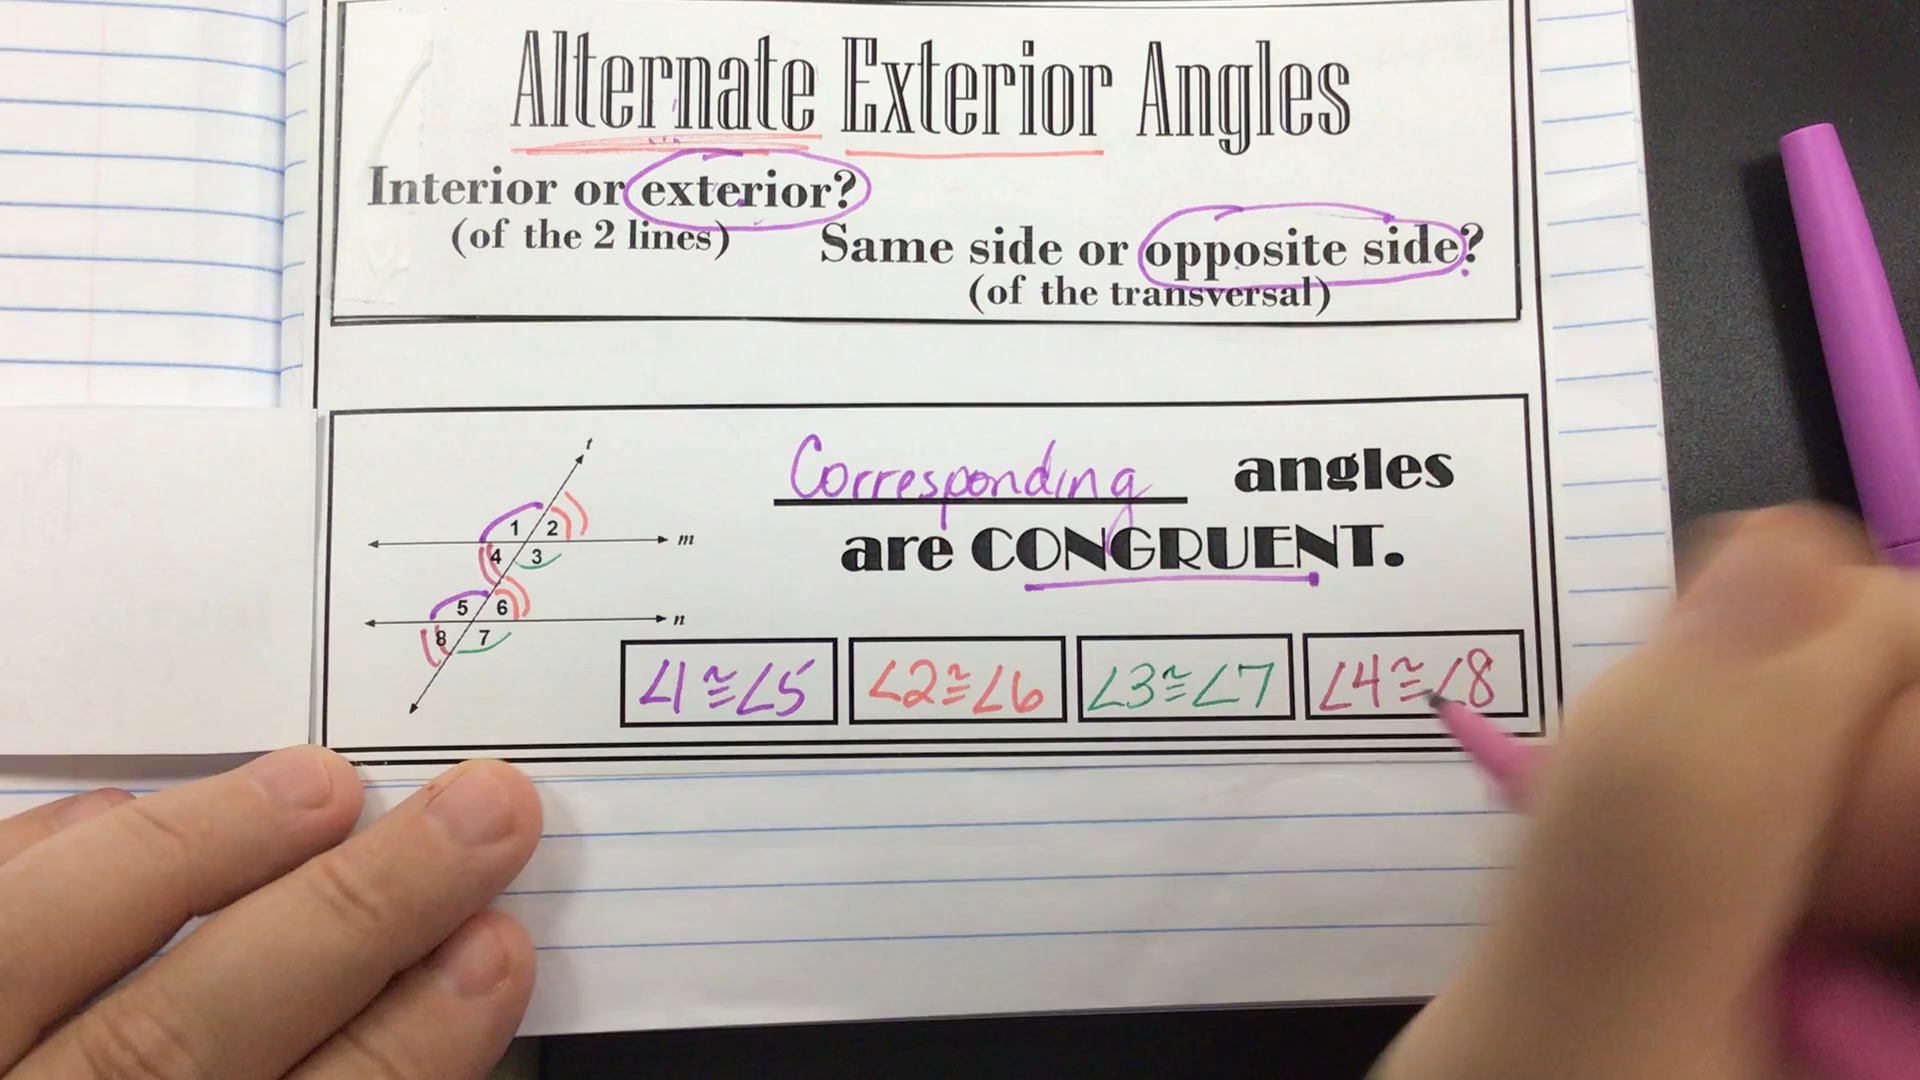 Alternate Exterior Angles
Interior or exterior?
(of the 2 lines)
Same side or opposite side?
(of the transversal)
t
1 2
m
4 3
5 6
n
8 7
Corresponding angles
are CONGRUENT.
∠1≅∠5 ∠2≅∠6 ∠3≅∠7 ∠4≅∠8